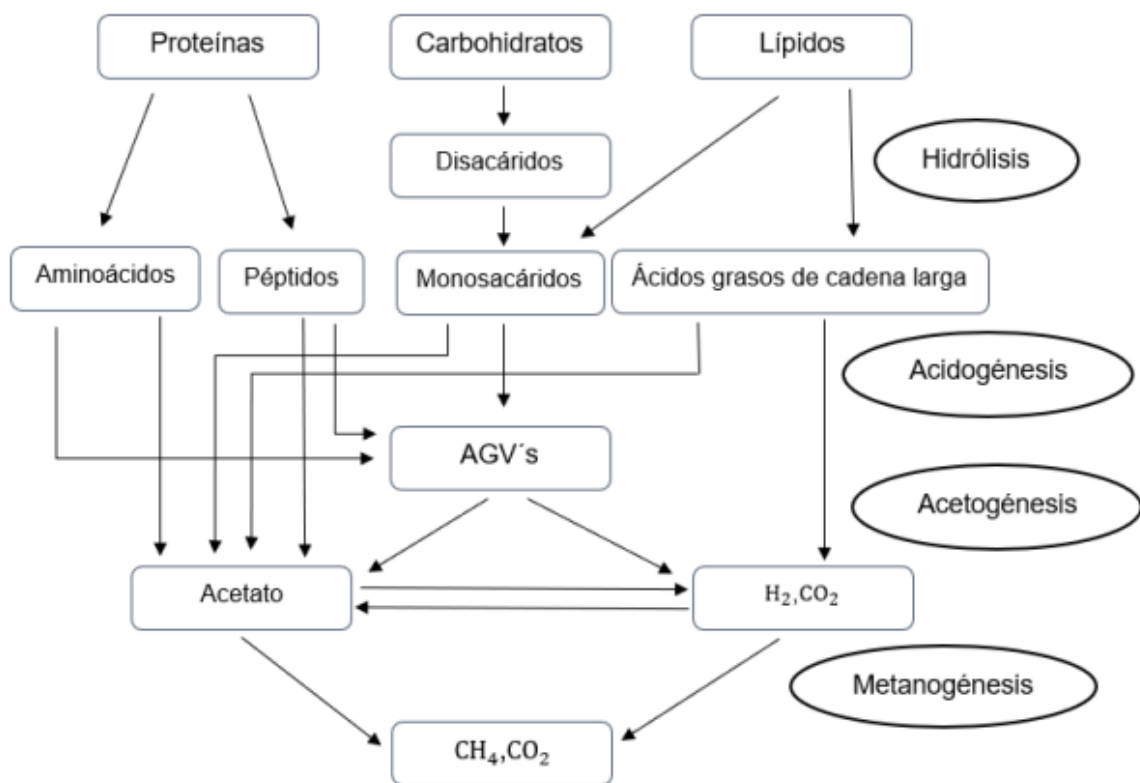 Proteínas
Carbohidratos
Lípidos
Disacáridos
Hidrólisis
Aminoácidos
Péptidos
Monosacáridos
Ácidos grasos de cadena larga
Acidogénesis
AGV´s
Acetogénesis
Acetato
H₂,CO₂
Metanogénesis
CH₄,CO₂